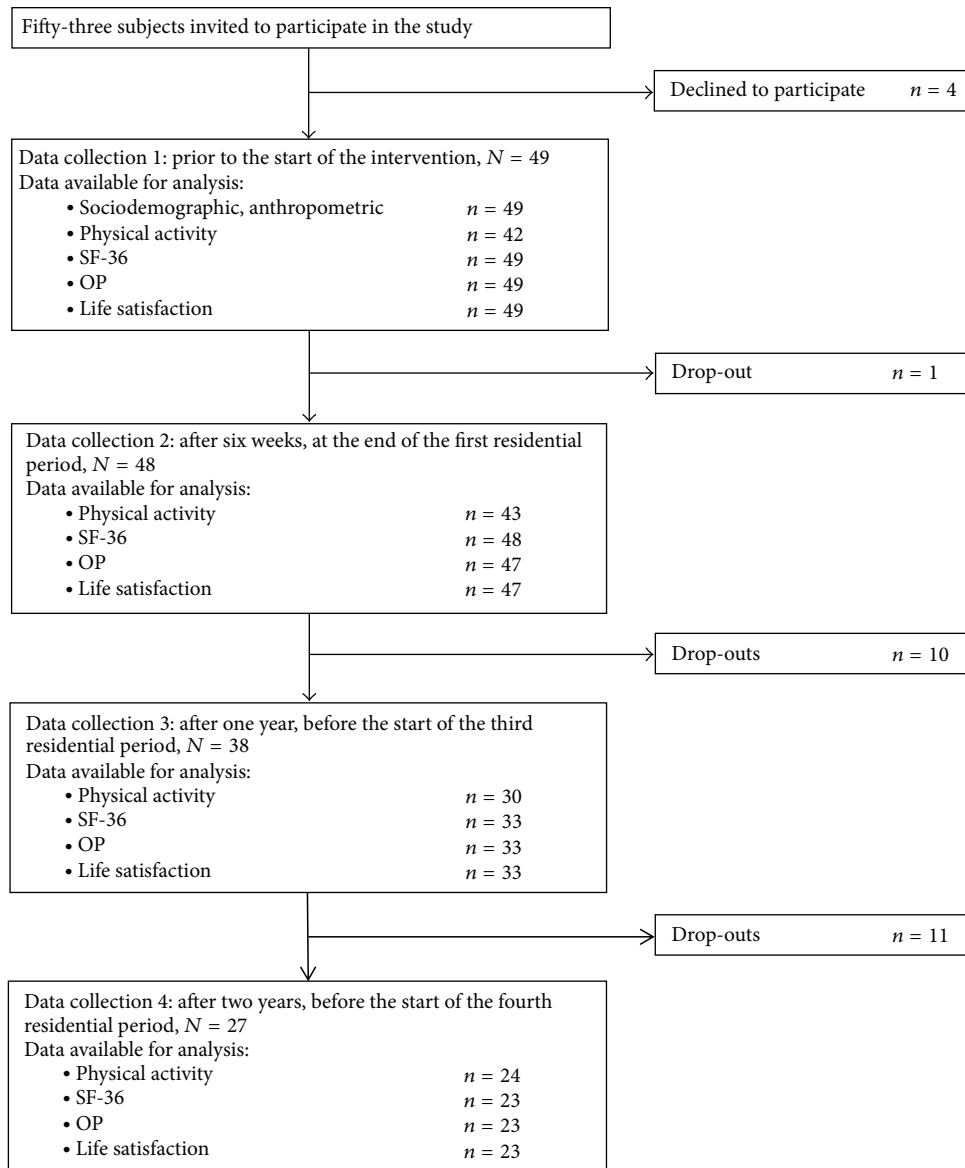 Fifty-three subjects invited to participate in the study
Declined to participate n = 4
Data collection 1: prior to the start of the intervention, N = 49
Data available for analysis:
• Sociodemographic, anthropometric n = 49
• Physical activity n = 42
• SF-36 n = 49
• OP n = 49
• Life satisfaction n = 49
Drop-out n = 1
Data collection 2: after six weeks, at the end of the first residential
period, N = 48
Data available for analysis:
• Physical activity n = 43
• SF-36 n = 48
• OP n = 47
• Life satisfaction n = 47
Drop-outs n = 10
Data collection 3: after one year, before the start of the third
residential period, N = 38
Data available for analysis:
• Physical activity n = 30
• SF-36 n = 33
• OP n = 33
• Life satisfaction n = 33
Drop-outs n = 11
Data collection 4: after two years, before the start of the fourth
residential period, N = 27
Data available for analysis:
• Physical activity n = 24
• SF-36 n = 23
• OP n = 23
• Life satisfaction n = 23